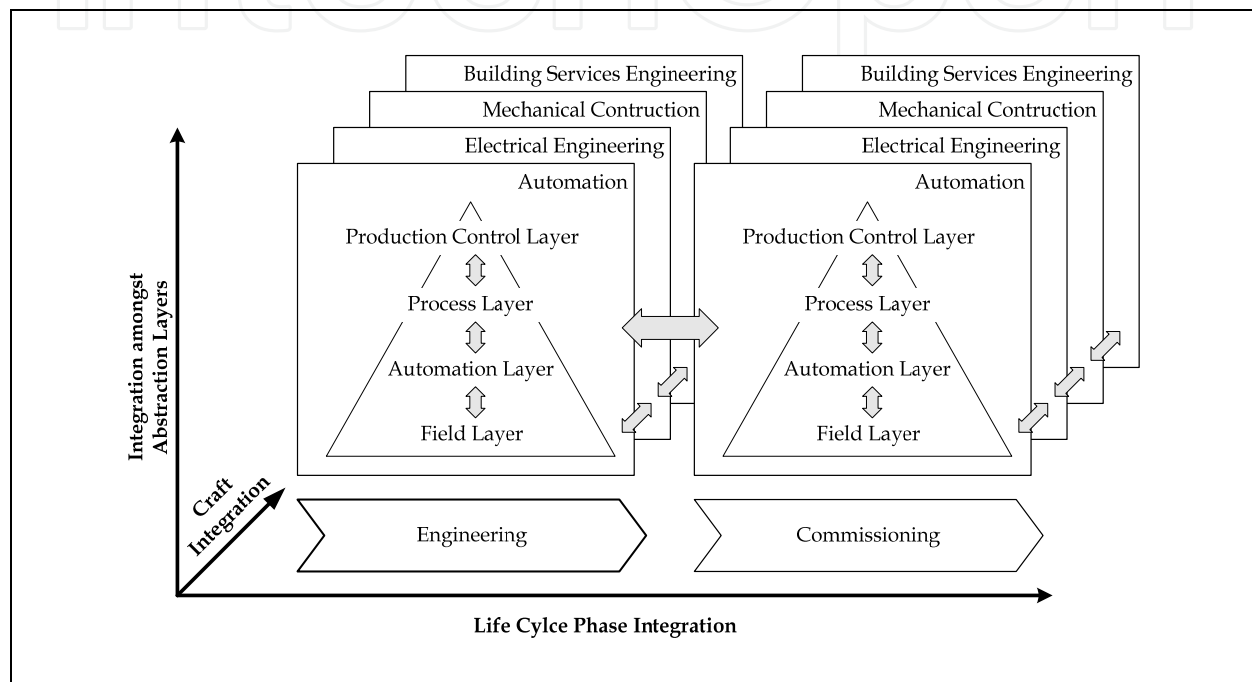 Building Services Engineering
Mechanical Contruction
Electrical Engineering
Automation
Production Control Layer
Process Layer
Automation Layer
Field Layer
Building Services Engineering
Mechanical Contruction
Electrical Engineering
Automation
Production Control Layer
Process Layer
Automation Layer
Field Layer
Integration amongst
Abstraction Layers
Craft
Integration
Engineering
Commissioning
Life Cylce Phase Integration